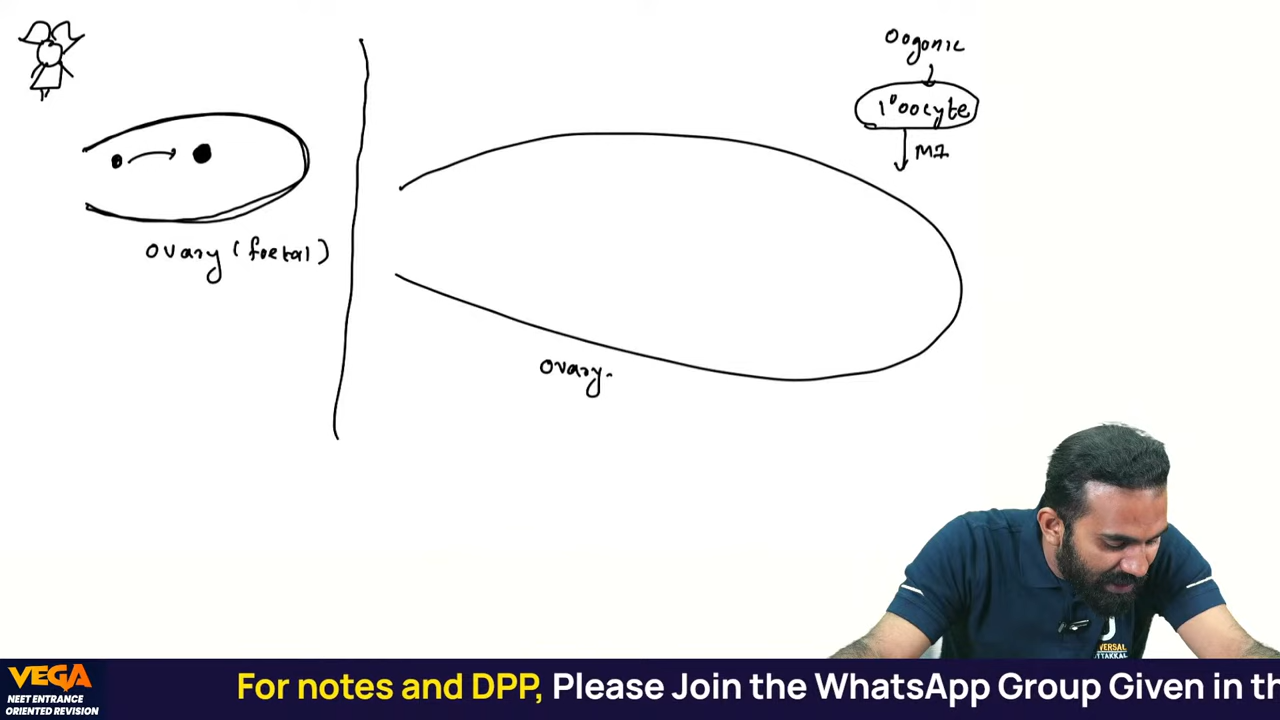 Oogonia
1°oocyte
MI
ovary (foetal)
ovary.
VEGA
NEET ENTRANCE
ORIENTED REVISION
For notes and DPP, Please Join the WhatsApp Group Given in th